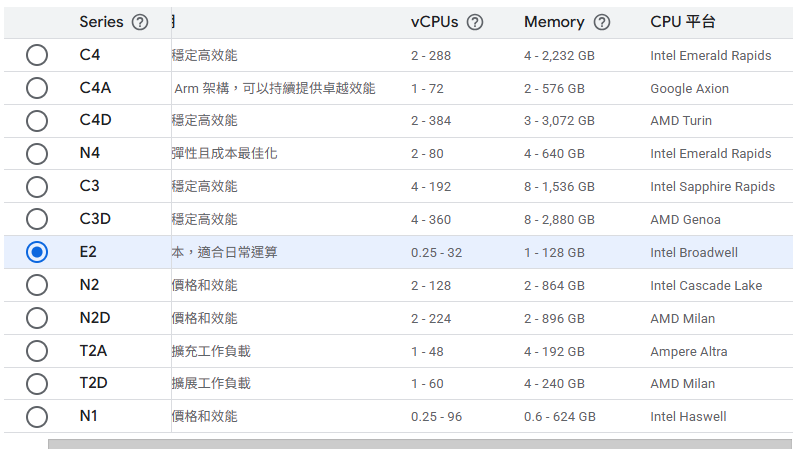 Series vCPUs Memory CPU 平台
C4 穩定高效能 2 - 288 4 - 2,232 GB Intel Emerald Rapids
C4A Arm 架構，可以持續提供卓越效能 1 - 72 2 - 576 GB Google Axion
C4D 穩定高效能 2 - 384 3 - 3,072 GB AMD Turin
N4 彈性且成本最佳化 2 - 80 4 - 640 GB Intel Emerald Rapids
C3 穩定高效能 4 - 192 8 - 1,536 GB Intel Sapphire Rapids
C3D 穩定高效能 4 - 360 8 - 2,880 GB AMD Genoa
E2 本，適合日常運算 0.25 - 32 1 - 128 GB Intel Broadwell
N2 價格和效能 2 - 128 2 - 864 GB Intel Cascade Lake
N2D 價格和效能 2 - 224 2 - 896 GB AMD Milan
T2A 擴充工作負載 1 - 48 4 - 192 GB Ampere Altra
T2D 擴展工作負載 1 - 60 4 - 240 GB AMD Milan
N1 價格和效能 0.25 - 96 0.6 - 624 GB Intel Haswell